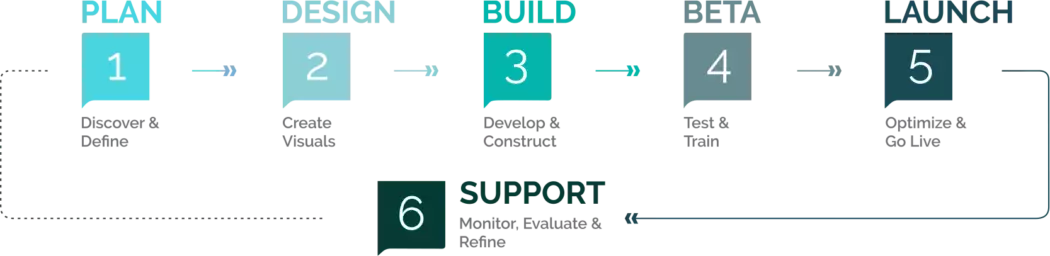 PLAN
1
Discover &
Define
DESIGN
2
Create
Visuals
BUILD
3
Develop &
Construct
BETA
4
Test &
Train
LAUNCH
5
Optimize &
Go Live
6
SUPPORT
Monitor, Evaluate &
Refine